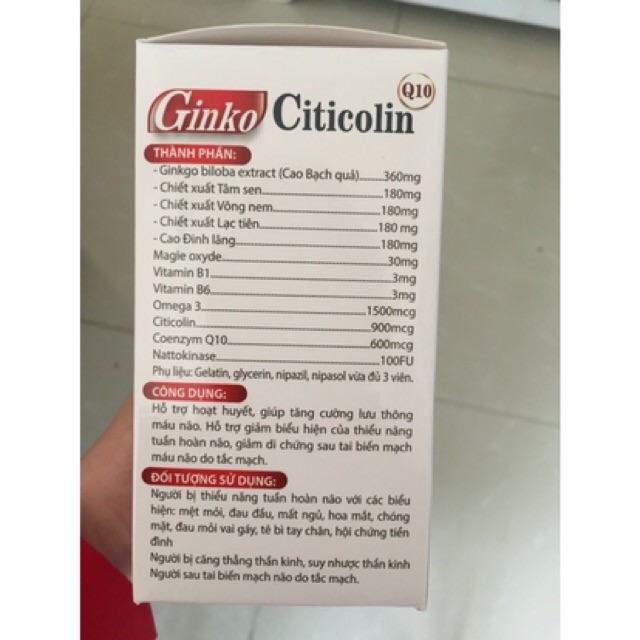 Ginko Citicolin Q10
THÀNH PHẦN:
- Ginkgo biloba extract (Cao Bạch quả)........360mg
- Chiết xuất Tâm sen........180mg
- Chiết xuất Vông nem........180mg
- Chiết xuất Lạc tiên........180 mg
- Cao Đinh lăng........180mg
Magie oxyde........30mg
Vitamin B1........3mg
Vitamin B6........3mg
Omega 3........1500mcg
Citicolin........900mcg
Coenzym Q10........600mcg
Nattokinase........100FU
Phụ liệu: Gelatin, glycerin, nipazil, nipasol vừa đủ 3 viên.
CÔNG DỤNG:
Hỗ trợ hoạt huyết, giúp tăng cường lưu thông
máu não. Hỗ trợ giảm biểu hiện của thiểu năng
tuần hoàn não, giảm di chứng sau tai biến mạch
máu não do tắc mạch.
ĐỐI TƯỢNG SỬ DỤNG:
Người bị thiểu năng tuần hoàn não với các biểu
hiện: mệt mỏi, đau đầu, mất ngủ, hoa mắt, chóng
mặt, đau mỏi vai gáy, tê bì tay chân, hội chứng tiền
đình
Người bị căng thẳng thần kinh, suy nhược thần kinh
Người sau tai biến mạch não do tắc mạch.